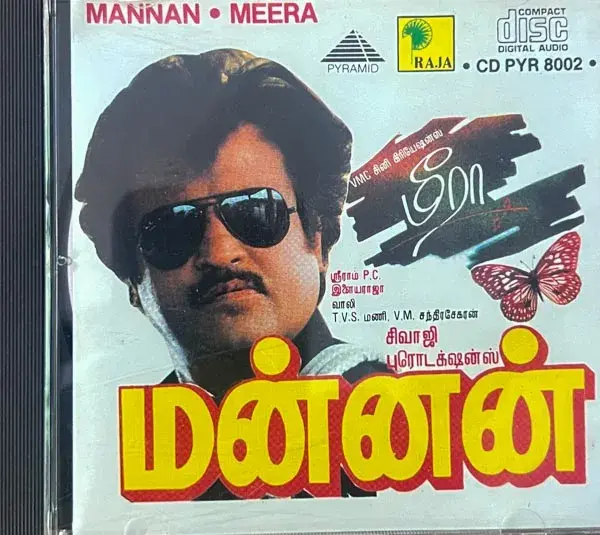 MANNAN • MEERA
PYRAMID
RAJA
COMPACT
disc
DIGITAL AUDIO
• CD PYR 8002 •
VMC சினி கிரியேஷன்ஸ்
மீரா
ஸ்ரீராம் P.C.
இளையராஜா
வாலி
T.V.S. மணி, V.M. சந்திரசேகரன்
சிவாஜி
புரொடக்ஷன்ஸ்
மன்னன்